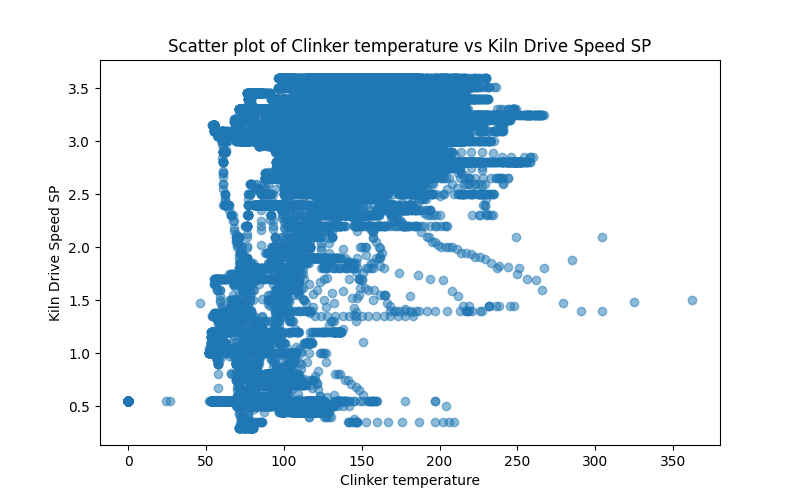 Scatter plot of Clinker temperature vs Kiln Drive Speed SP
3.5
3.0
2.5
2.0
1.5
1.0
0.5
Kiln Drive Speed SP
0 50 100 150 200 250 300 350
Clinker temperature